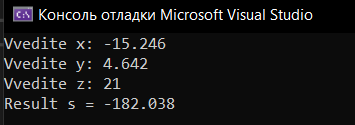 Консоль отладки Microsoft Visual Studio
Vvedite x: -15.246
Vvedite y: 4.642
Vvedite z: 21
Result s = -182.038